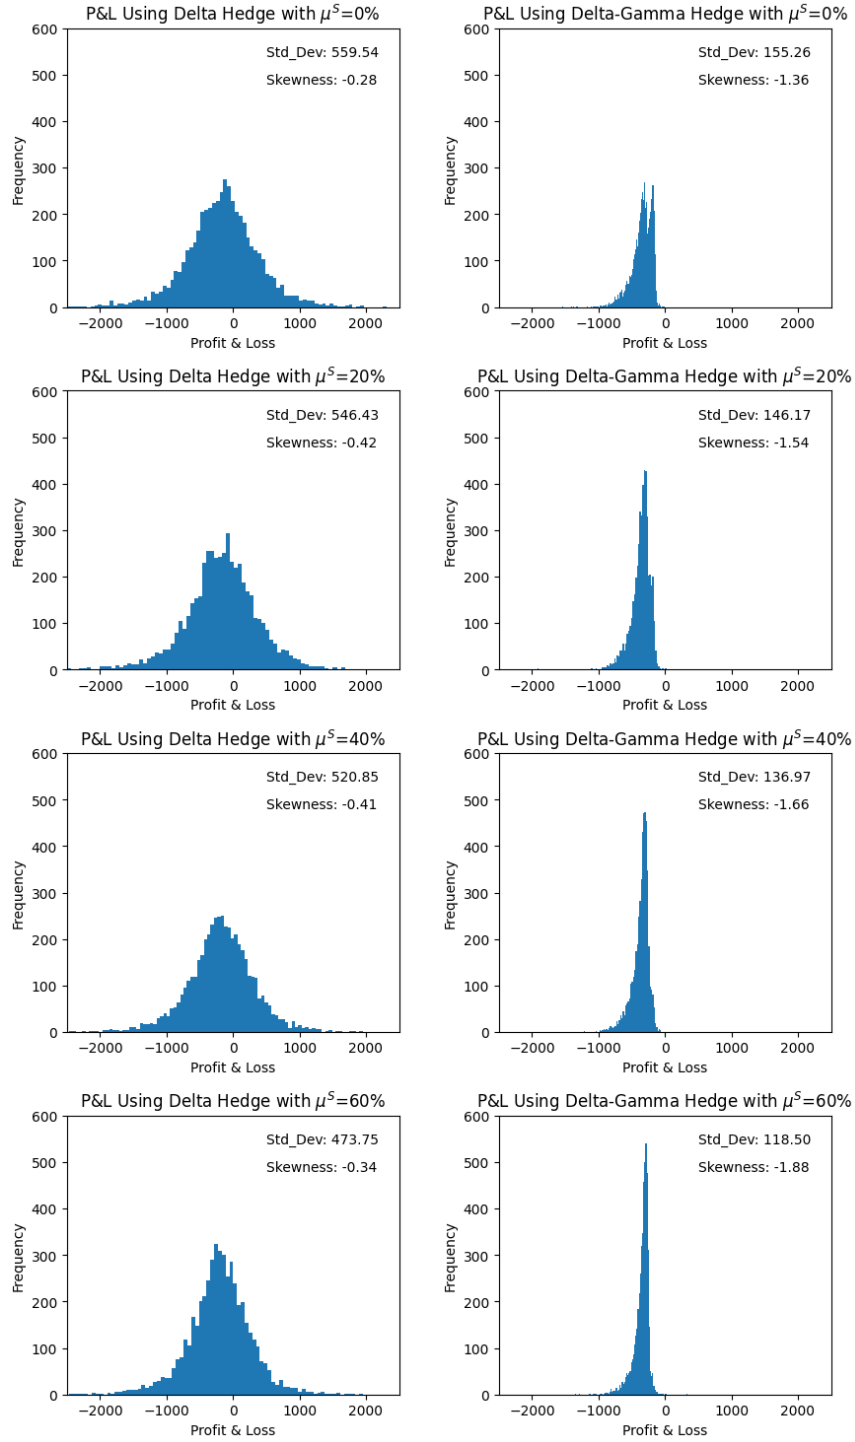 P&L Using Delta Hedge with μ^S=0%
600
500
400
300
200
100
0
Frequency
Std_Dev: 559.54
Skewness: -0.28
−2000 −1000 0 1000 2000
Profit & Loss
P&L Using Delta-Gamma Hedge with μ^S=0%
600
500
400
300
200
100
0
Frequency
Std_Dev: 155.26
Skewness: -1.36
−2000 −1000 0 1000 2000
Profit & Loss
P&L Using Delta Hedge with μ^S=20%
600
500
400
300
200
100
0
Frequency
Std_Dev: 546.43
Skewness: -0.42
−2000 −1000 0 1000 2000
Profit & Loss
P&L Using Delta-Gamma Hedge with μ^S=20%
600
500
400
300
200
100
0
Frequency
Std_Dev: 146.17
Skewness: -1.54
−2000 −1000 0 1000 2000
Profit & Loss
P&L Using Delta Hedge with μ^S=40%
600
500
400
300
200
100
0
Frequency
Std_Dev: 520.85
Skewness: -0.41
−2000 −1000 0 1000 2000
Profit & Loss
P&L Using Delta-Gamma Hedge with μ^S=40%
600
500
400
300
200
100
0
Frequency
Std_Dev: 136.97
Skewness: -1.66
−2000 −1000 0 1000 2000
Profit & Loss
P&L Using Delta Hedge with μ^S=60%
600
500
400
300
200
100
0
Frequency
Std_Dev: 473.75
Skewness: -0.34
−2000 −1000 0 1000 2000
Profit & Loss
P&L Using Delta-Gamma Hedge with μ^S=60%
600
500
400
300
200
100
0
Frequency
Std_Dev: 118.50
Skewness: -1.88
−2000 −1000 0 1000 2000
Profit & Loss